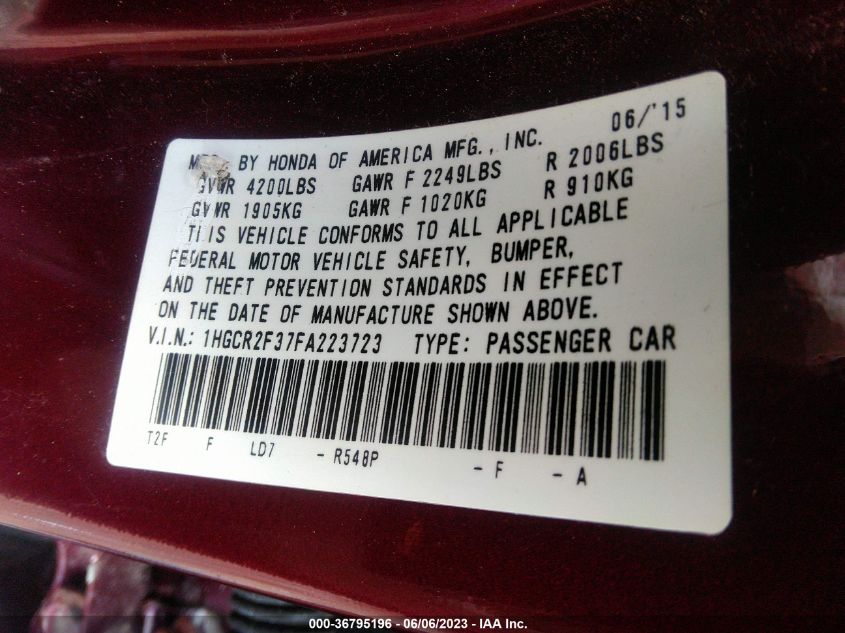 06/'15
BY HONDA OF AMERICA MFG., INC.
GVWR 4200LBS GAWR F 2249LBS R 2006LBS
GVWR 1905KG GAWR F 1020KG R 910KG
THIS VEHICLE CONFORMS TO ALL APPLICABLE
FEDERAL MOTOR VEHICLE SAFETY, BUMPER,
AND THEFT PREVENTION STANDARDS IN EFFECT
ON THE DATE OF MANUFACTURE SHOWN ABOVE.
V.I.N.: 1HGCR2F37FA223723 TYPE: PASSENGER CAR
T2F F LD7 - R548P - F - A
000-36795196 - 06/06/2023 - IAA Inc.